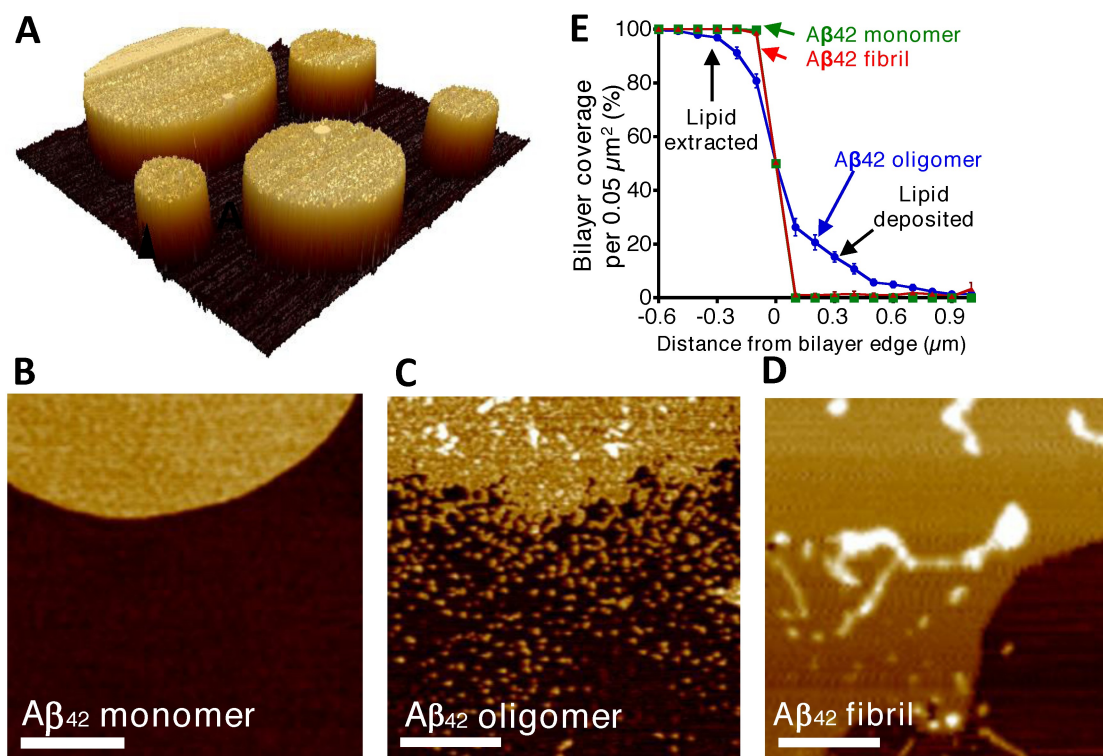 A
E
100
80
60
40
20
0
Bilayer coverage
per 0.05 µm² (%)
Aβ42 monomer
Aβ42 fibril
Lipid
extracted
Aβ42 oligomer
Lipid
deposited
-0.6 -0.3 0 0.3 0.6 0.9
Distance from bilayer edge (µm)
B
C
D
Aβ42 monomer
Aβ42 oligomer
Aβ42 fibril